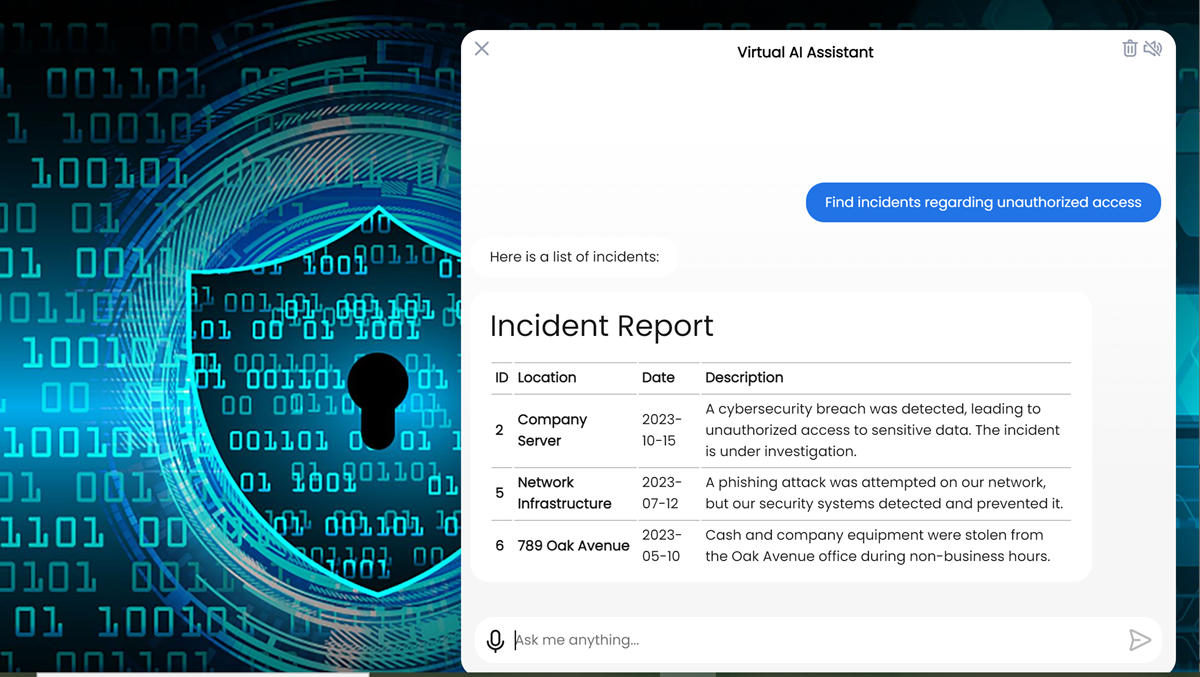 Virtual AI Assistant
Find incidents regarding unauthorized access
Here is a list of incidents:
Incident Report
ID Location Date Description
2 Company Server 2023-10-15 A cybersecurity breach was detected, leading to
unauthorized access to sensitive data. The incident
is under investigation.
5 Network Infrastructure 2023-07-12 A phishing attack was attempted on our network,
but our security systems detected and prevented it.
6 789 Oak Avenue 2023-05-10 Cash and company equipment were stolen from
the Oak Avenue office during non-business hours.
Ask me anything...